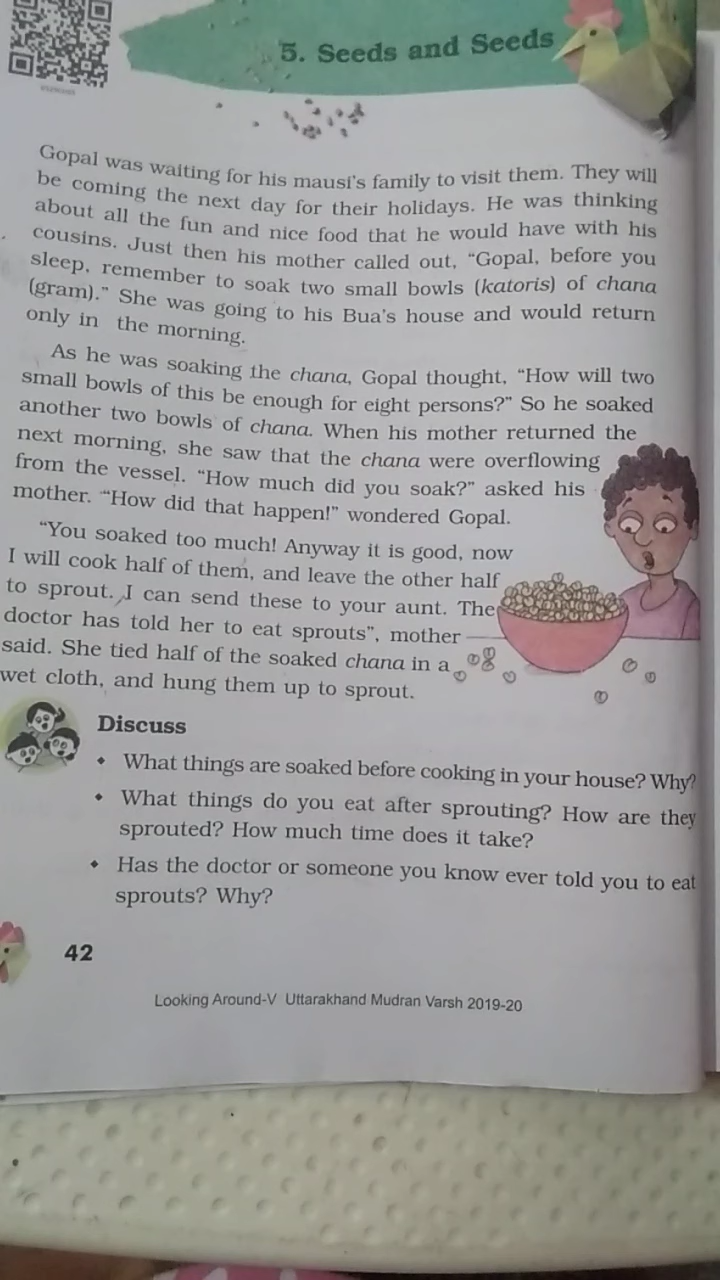 5. Seeds and Seeds
Gopal was waiting for his mausi's family to visit them. They will
be coming the next day for their holidays. He was thinking
about all the fun and nice food that he would have with his
cousins. Just then his mother called out, “Gopal, before you
sleep, remember to soak two small bowls (katoris) of chana
(gram).” She was going to his Bua's house and would return
only in the morning.
As he was soaking the chana, Gopal thought, “How will two
small bowls of this be enough for eight persons?” So he soaked
another two bowls of chana. When his mother returned the
next morning, she saw that the chana were overflowing
from the vessel. “How much did you soak?” asked his
mother. “How did that happen!” wondered Gopal.
“You soaked too much! Anyway it is good, now
I will cook half of them, and leave the other half
to sprout. I can send these to your aunt. The
doctor has told her to eat sprouts”, mother
said. She tied half of the soaked chana in a
wet cloth, and hung them up to sprout.
Discuss
• What things are soaked before cooking in your house? Why?
• What things do you eat after sprouting? How are they
sprouted? How much time does it take?
• Has the doctor or someone you know ever told you to eat
sprouts? Why?
42
Looking Around-V Uttarakhand Mudran Varsh 2019-20